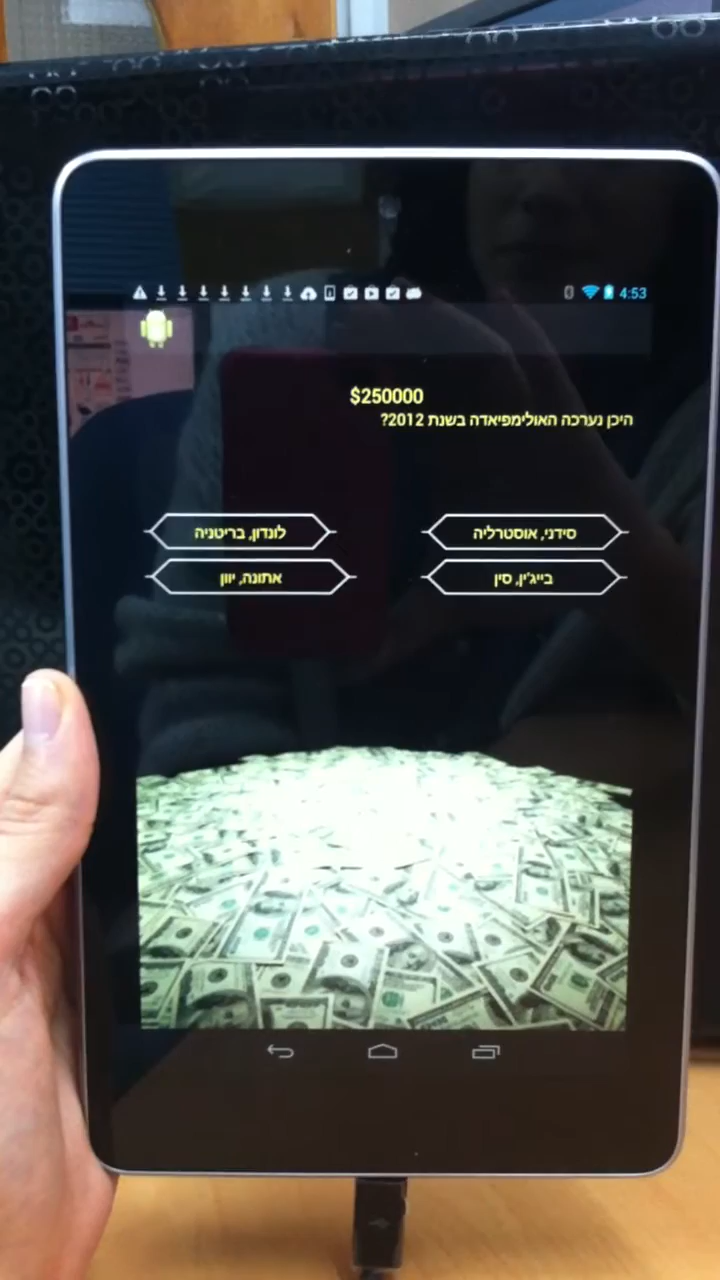 4:53
$250000
היכן נערכה האולימפיאדה בשנת 2012?
סידני, אוסטרליה
לונדון, בריטניה
בייג'ין, סין
אתונה, יוון